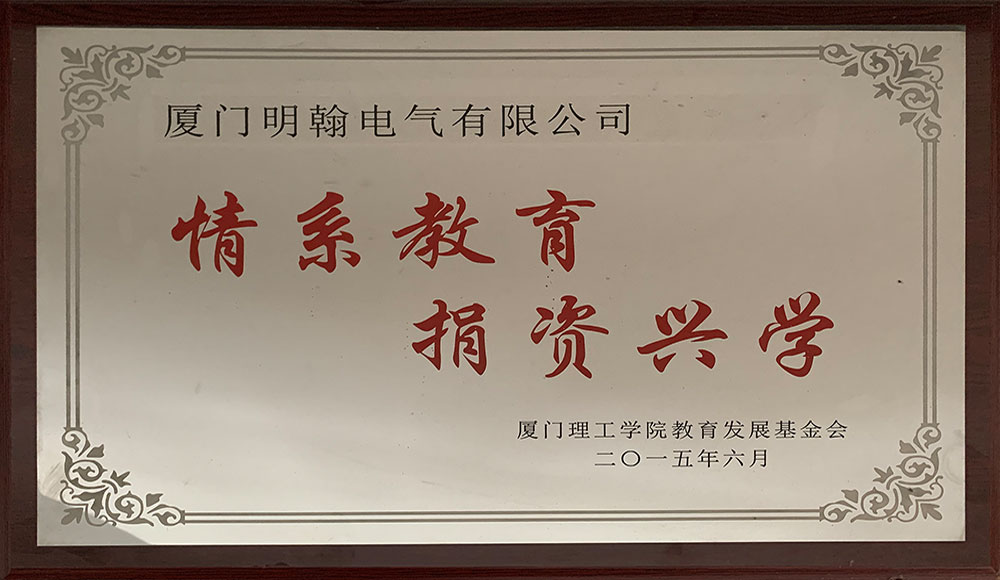 厦门明翰电气有限公司
情系教育
捐资兴学
厦门理工学院教育发展基金会
二〇一五年六月